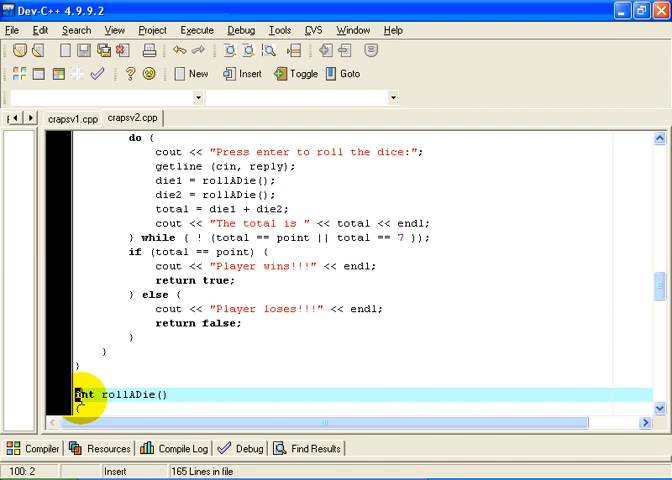 Dev-C++ 4.9.9.2
File Edit Search View Project Execute Debug Tools CVS Window Help
New Insert Toggle Goto
crapsv1.cpp crapsv2.cpp
do {
cout << "Press enter to roll the dice:";
getline (cin, reply);
die1 = rollADie();
die2 = rollADie();
total = die1 + die2;
cout << "The total is " << total << endl;
} while ( ! (total == point || total == 7 ));
if (total == point) {
cout << "Player wins!!!" << endl;
return true;
} else {
cout << "Player loses!!!" << endl;
return false;
}
}
}
int rollADie()
{
Compiler Resources Compile Log Debug Find Results
100: 2 Insert 165 Lines in file